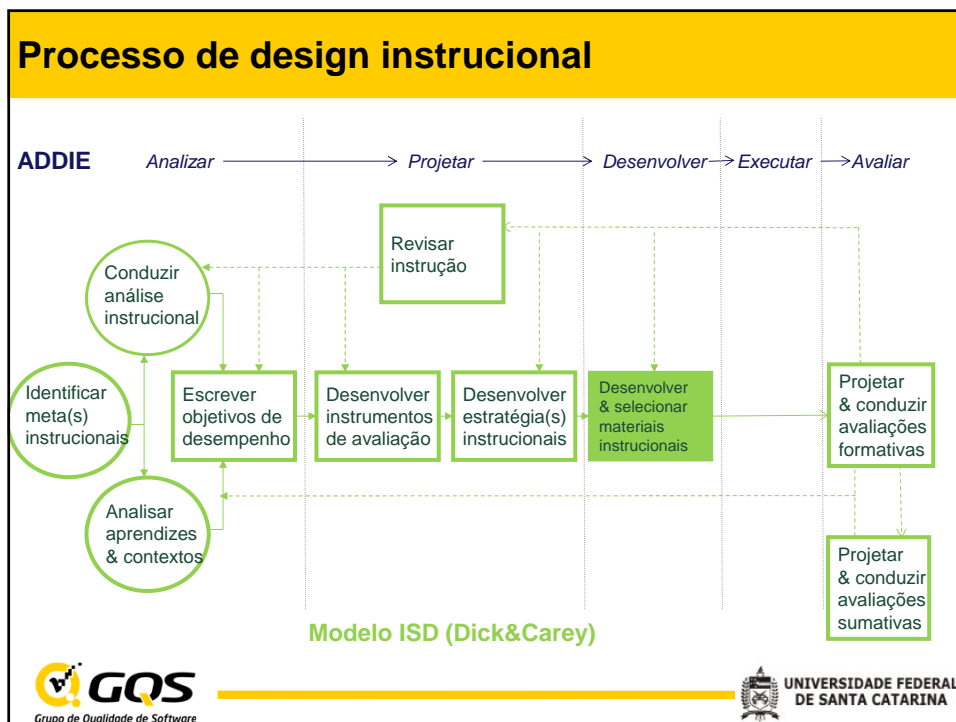 Processo de design instrucional
ADDIE
Analizar
Projetar
Desenvolver
Executar
Avaliar
Revisar
instrução
Conduzir
análise
instrucional
Identificar
meta(s)
instrucionais
Escrever
objetivos de
desempenho
Desenvolver
instrumentos
de avaliação
Desenvolver
estratégia(s)
instrucionais
Desenvolver
& selecionar
materiais
instrucionais
Projetar
& conduzir
avaliações
formativas
Analisar
aprendizes
& contextos
Projetar
& conduzir
avaliações
sumativas
Modelo ISD (Dick&Carey)
GQS
Grupo de Qualidade de Software
UNIVERSIDADE FEDERAL
DE SANTA CATARINA